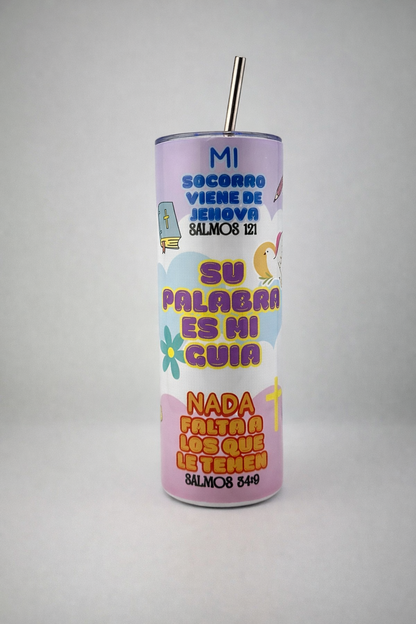 MI
SOCORRO
VIENE DE
JEHOVA
SALMOS 121
SU
PALABRA
ES MI
GUIA
NADA
FALTA A
LOS QUE
LE TEMEN
SALMOS 34:9